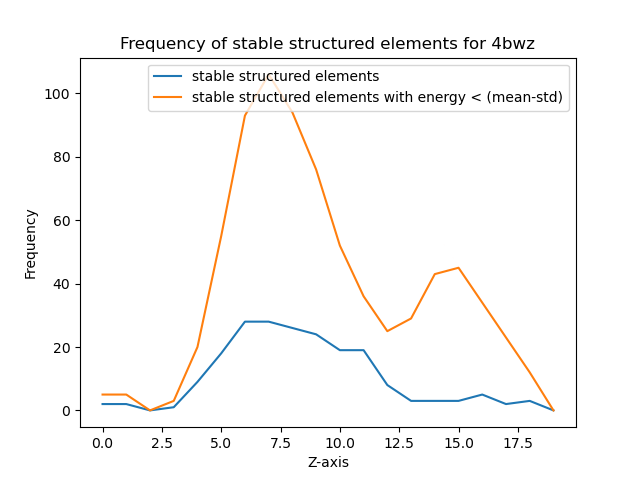 Frequency of stable structured elements for 4bwz
stable structured elements
stable structured elements with energy < (mean-std)
100
80
60
40
20
0
Frequency
0.0 2.5 5.0 7.5 10.0 12.5 15.0 17.5
Z-axis